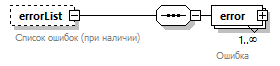 errorList
error
Список ошибок (при наличии)
1..∞
Ошибка